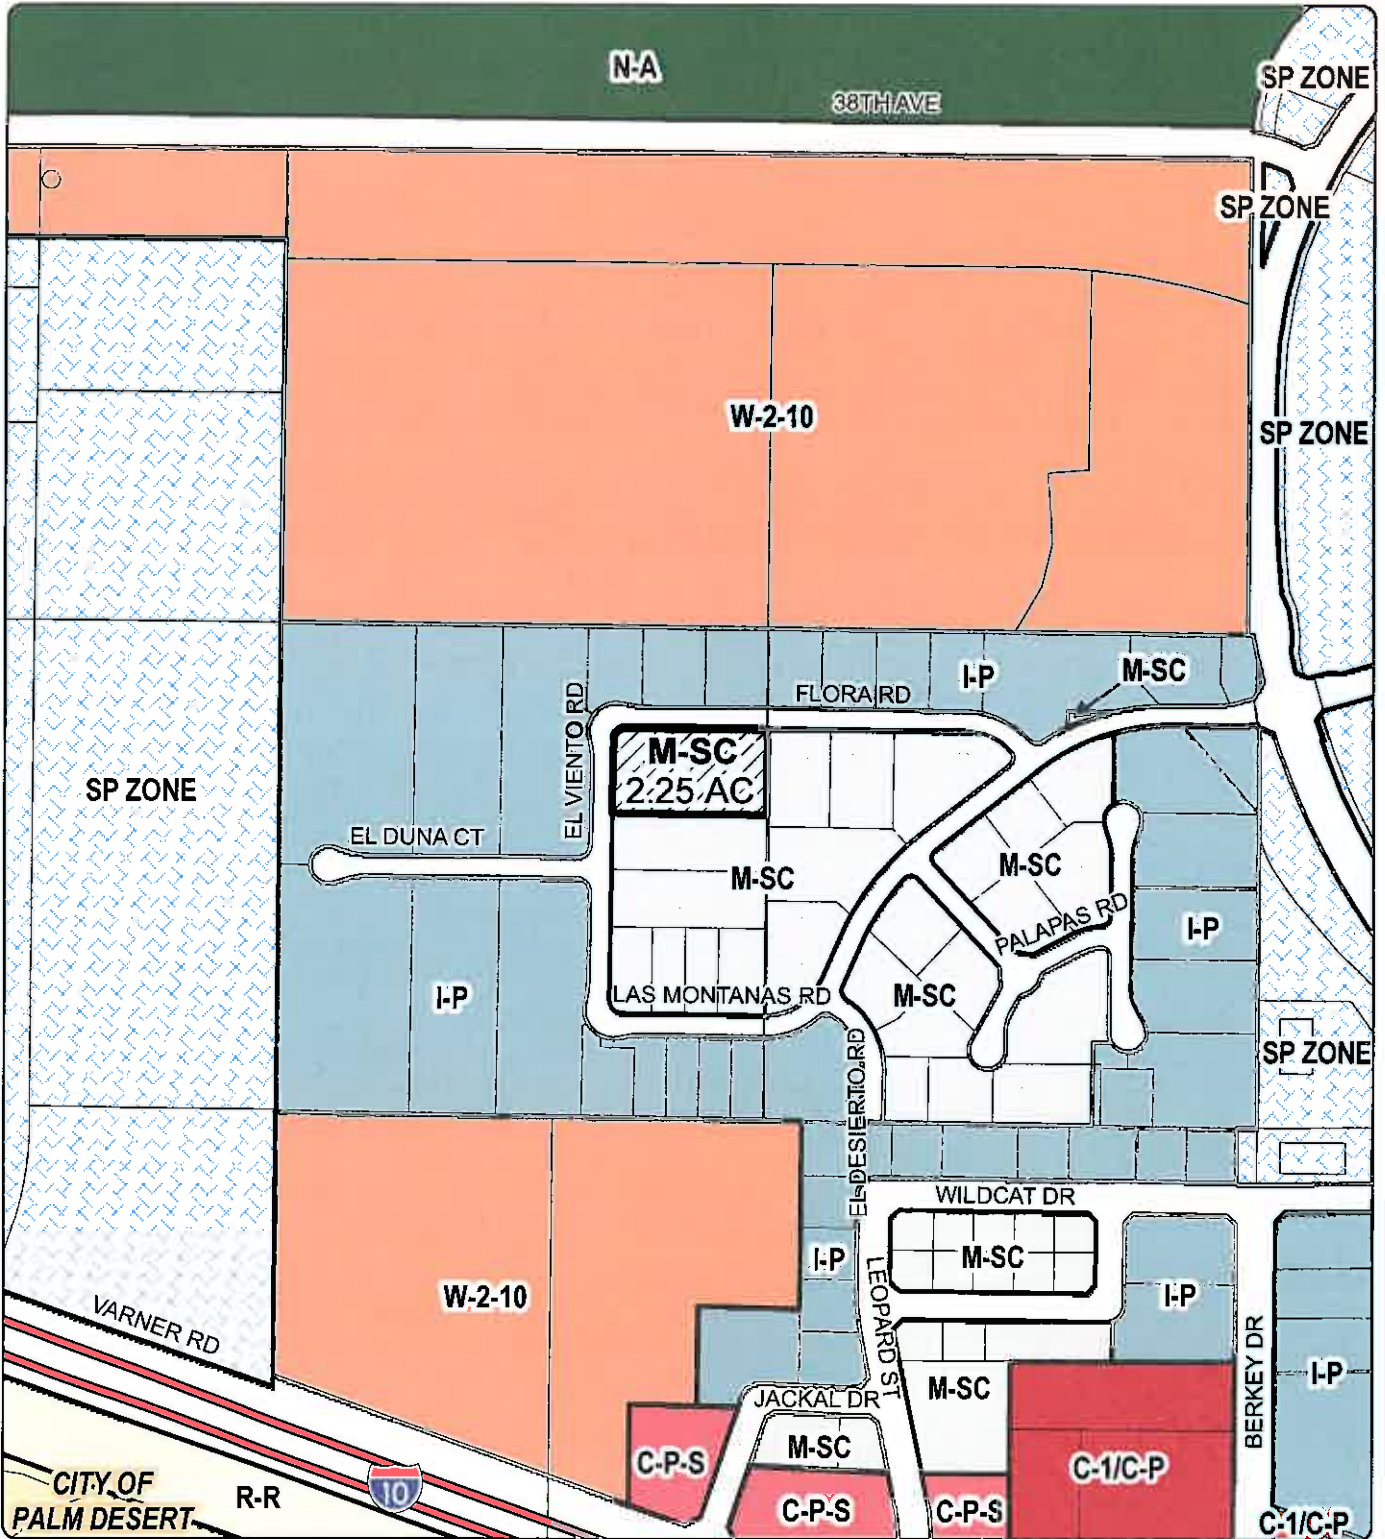 N-A
SP ZONE
38TH AVE
SP ZONE
W-2-10
SP ZONE
I-P
M-SC
FLORA RD
EL VIENTO RD
M-SC
2.25 AC
SP ZONE
EL DUNA CT
M-SC
M-SC
PALAPAS RD
I-P
I-P
LAS MONTANAS RD
M-SC
SP ZONE
EL DESIERTO RD
WILDCAT DR
M-SC
I-P
LEOPARD ST
W-2-10
I-P
VARNER RD
BERKEY DR
I-P
M-SC
JACKAL DR
M-SC
C-P-S
C-1/C-P
CITY OF
PALM DESERT
R-R
10
C-P-S
C-P-S
C-1/C-P